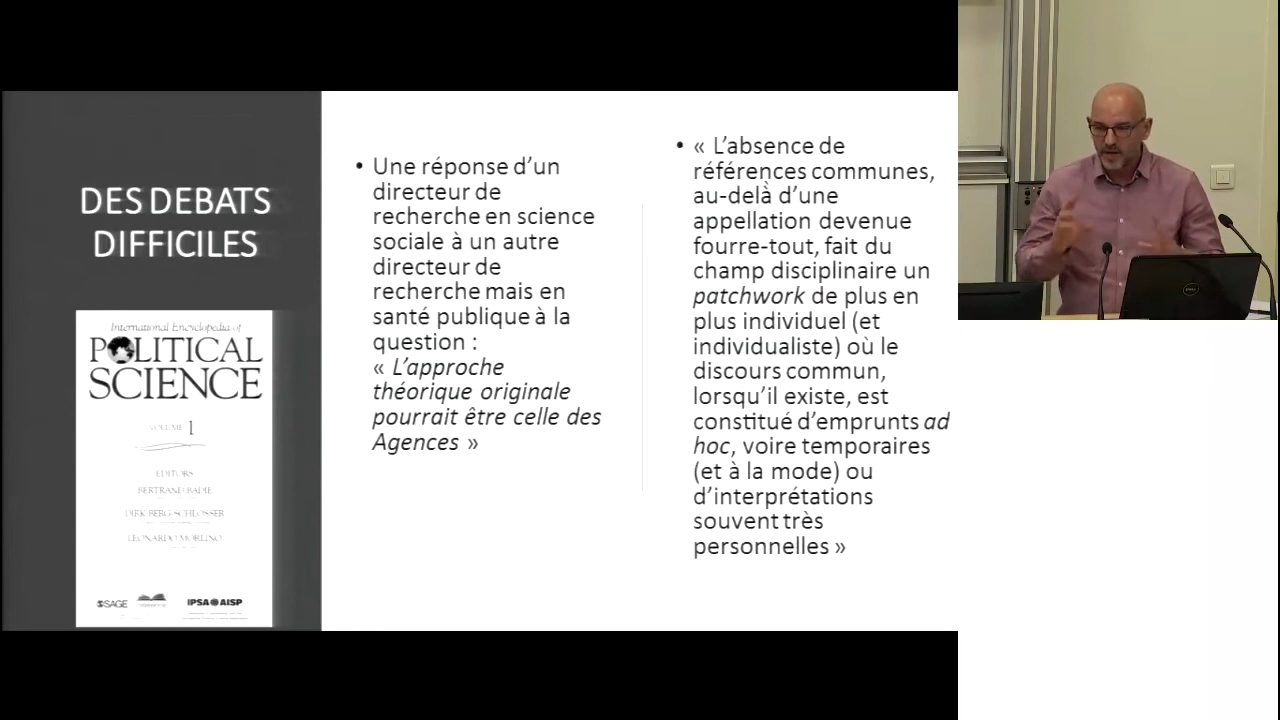 DES DEBATS
DIFFICILES
International Encyclopedia of
POLITICAL
SCIENCE
VOLUME 1
EDITORS
BERTRAND BADIE
DIRK BERG-SCHLOSSER
LEONARDO MORLINO
SAGE
IPSA AISP
• Une réponse d’un
directeur de
recherche en science
sociale à un autre
directeur de
recherche mais en
santé publique à la
question :
« L’approche
théorique originale
pourrait être celle des
Agences »
• « L’absence de
références communes,
au-delà d’une
appellation devenue
fourre-tout, fait du
champ disciplinaire un
patchwork de plus en
plus individuel (et
individualiste) où le
discours commun,
lorsqu’il existe, est
constitué d’emprunts ad
hoc, voire temporaires
(et à la mode) ou
d’interprétations
souvent très
personnelles »
DELL